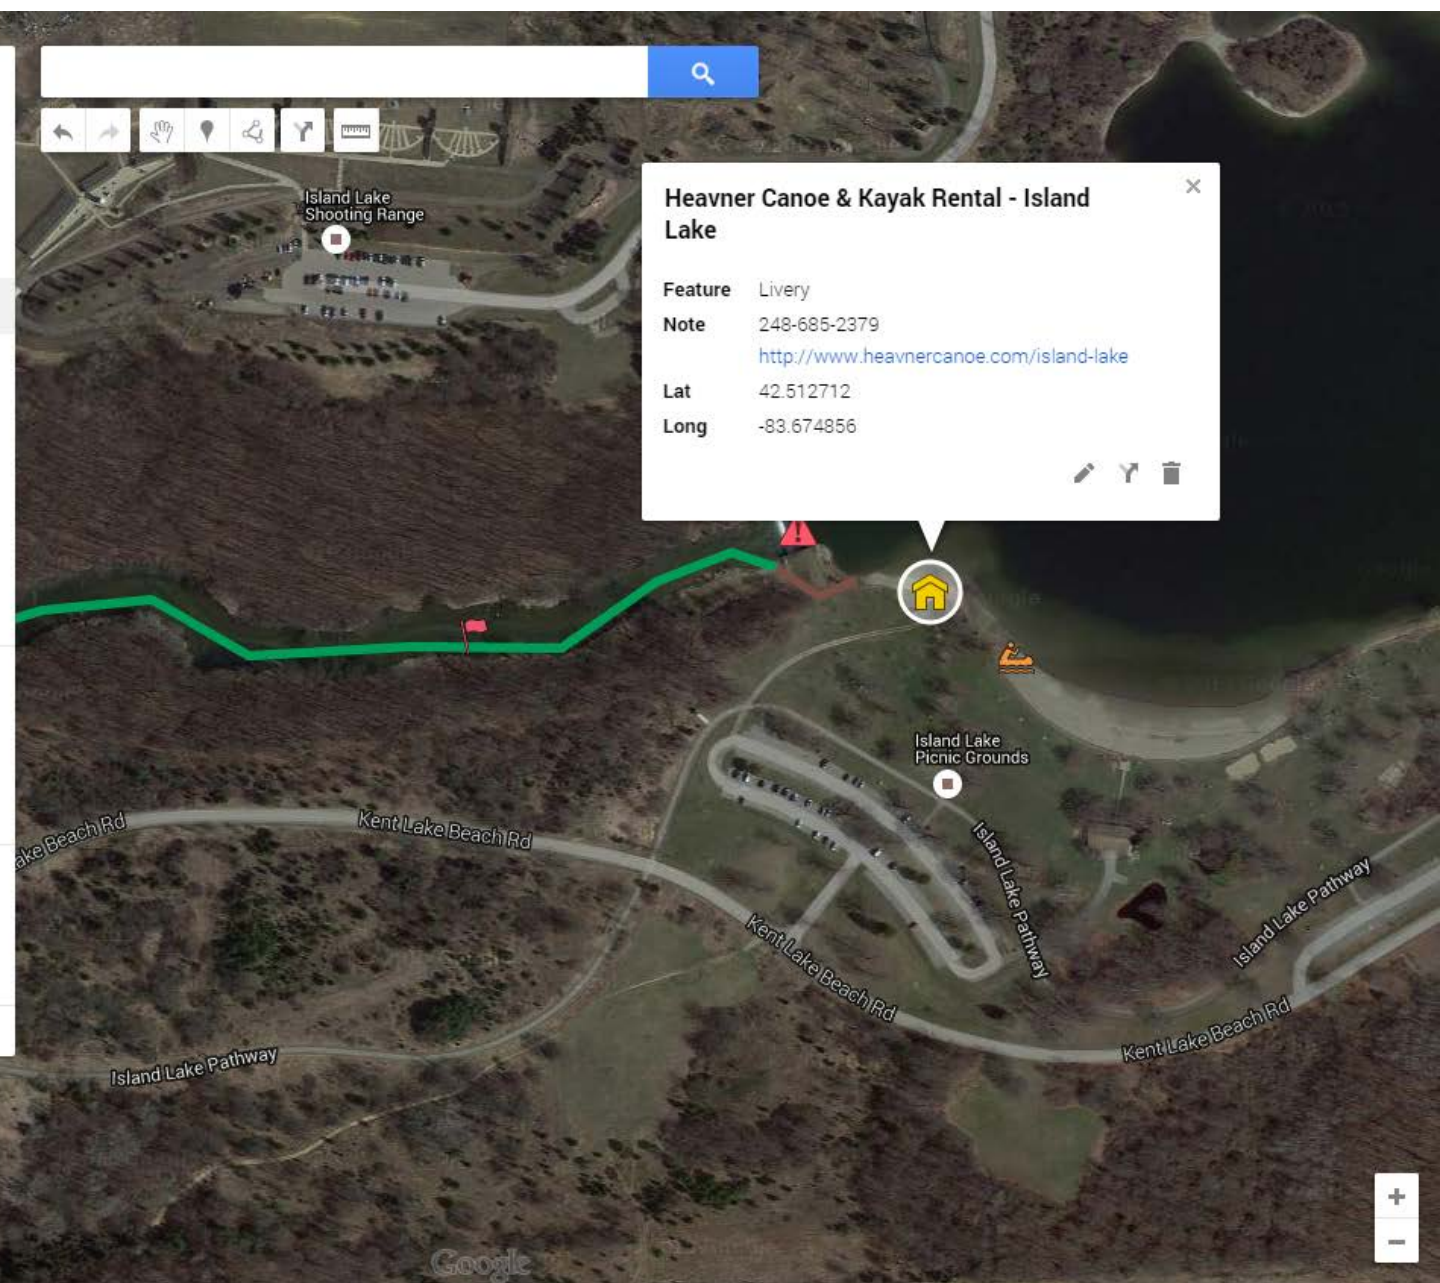 Island Lake
Shooting Range
Heavner Canoe & Kayak Rental - Island
Lake
Feature Livery
Note 248-685-2379
http://www.heavnercanoe.com/island-lake
Lat 42.512712
Long -83.674856
Island Lake
Picnic Grounds
ake Beach Rd
Kent Lake Beach Rd
Island Lake Pathway
Island Lake Pathway
Kent Lake Beach Rd
Kent Lake Beach Rd
Island Lake Pathway
Google